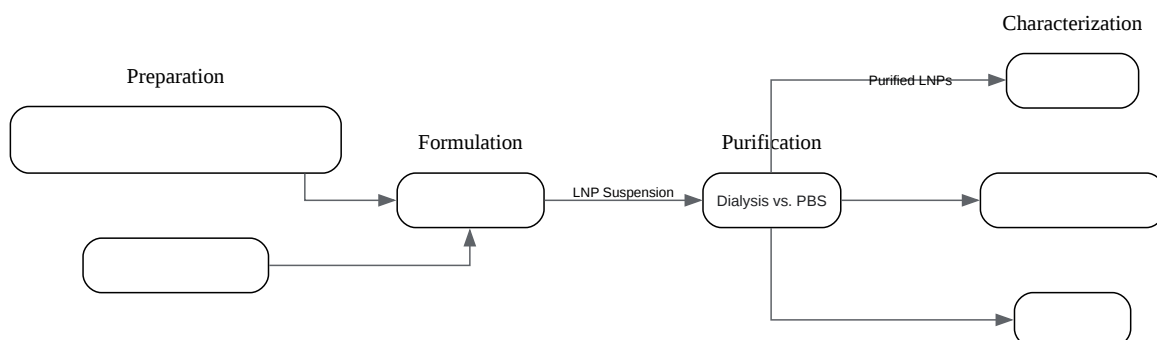 Characterization
Preparation
Purified LNPs
Formulation
Purification
LNP Suspension
Dialysis vs. PBS